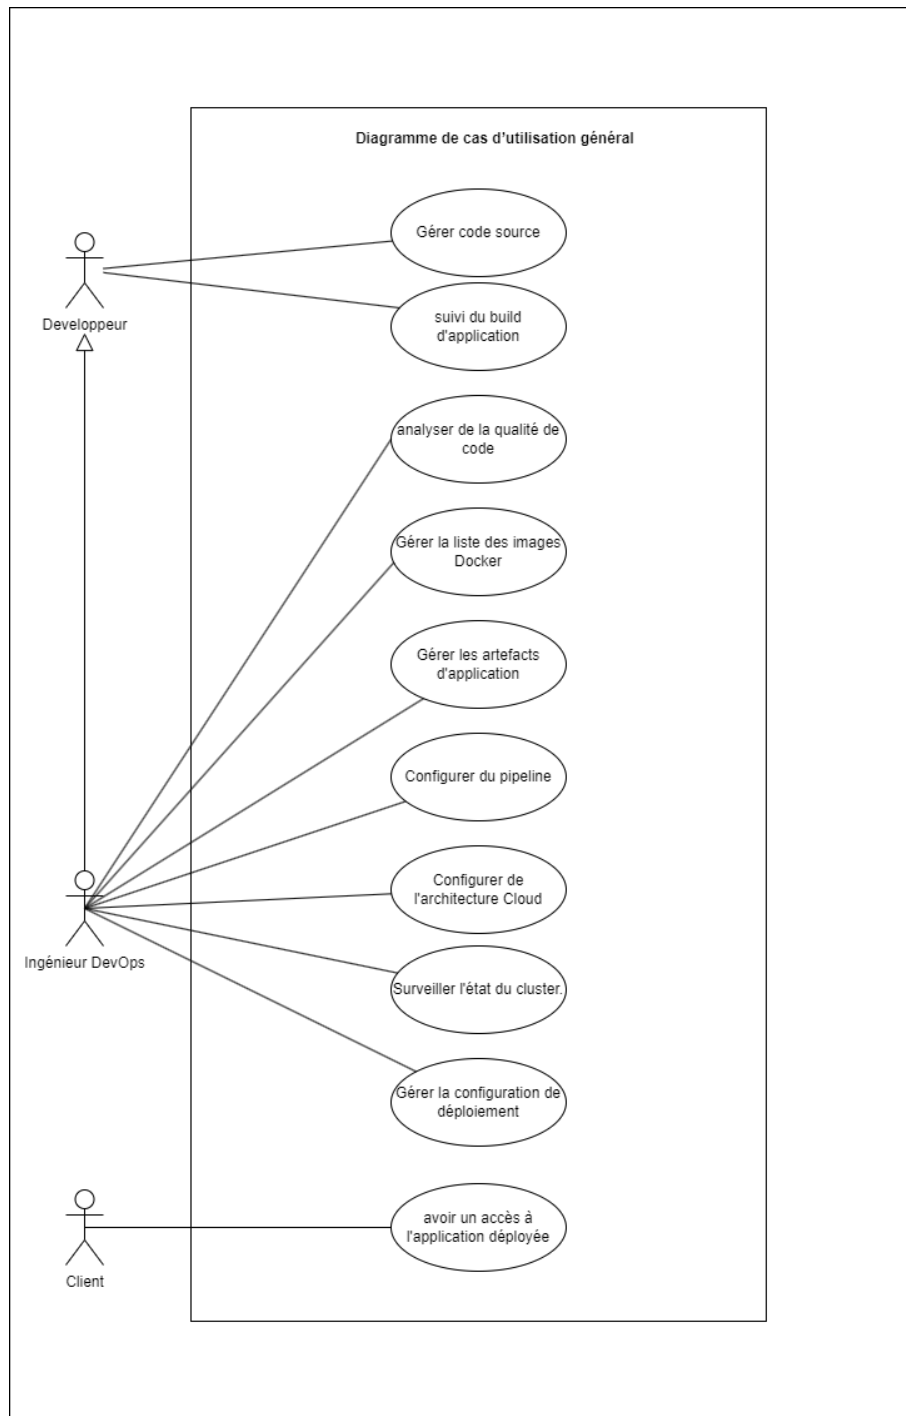 Diagramme de cas d'utilisation général
Gérer code source
Developpeur
suivi du build
d'application
analyser de la qualité de
code
Gérer la liste des images
Docker
Gérer les artefacts
d'application
Configurer du pipeline
Configurer de
l'architecture Cloud
Ingénieur DevOps
Surveiller l'état du cluster.
Gérer la configuration de
déploiement
avoir un accès à
l'application déployée
Client